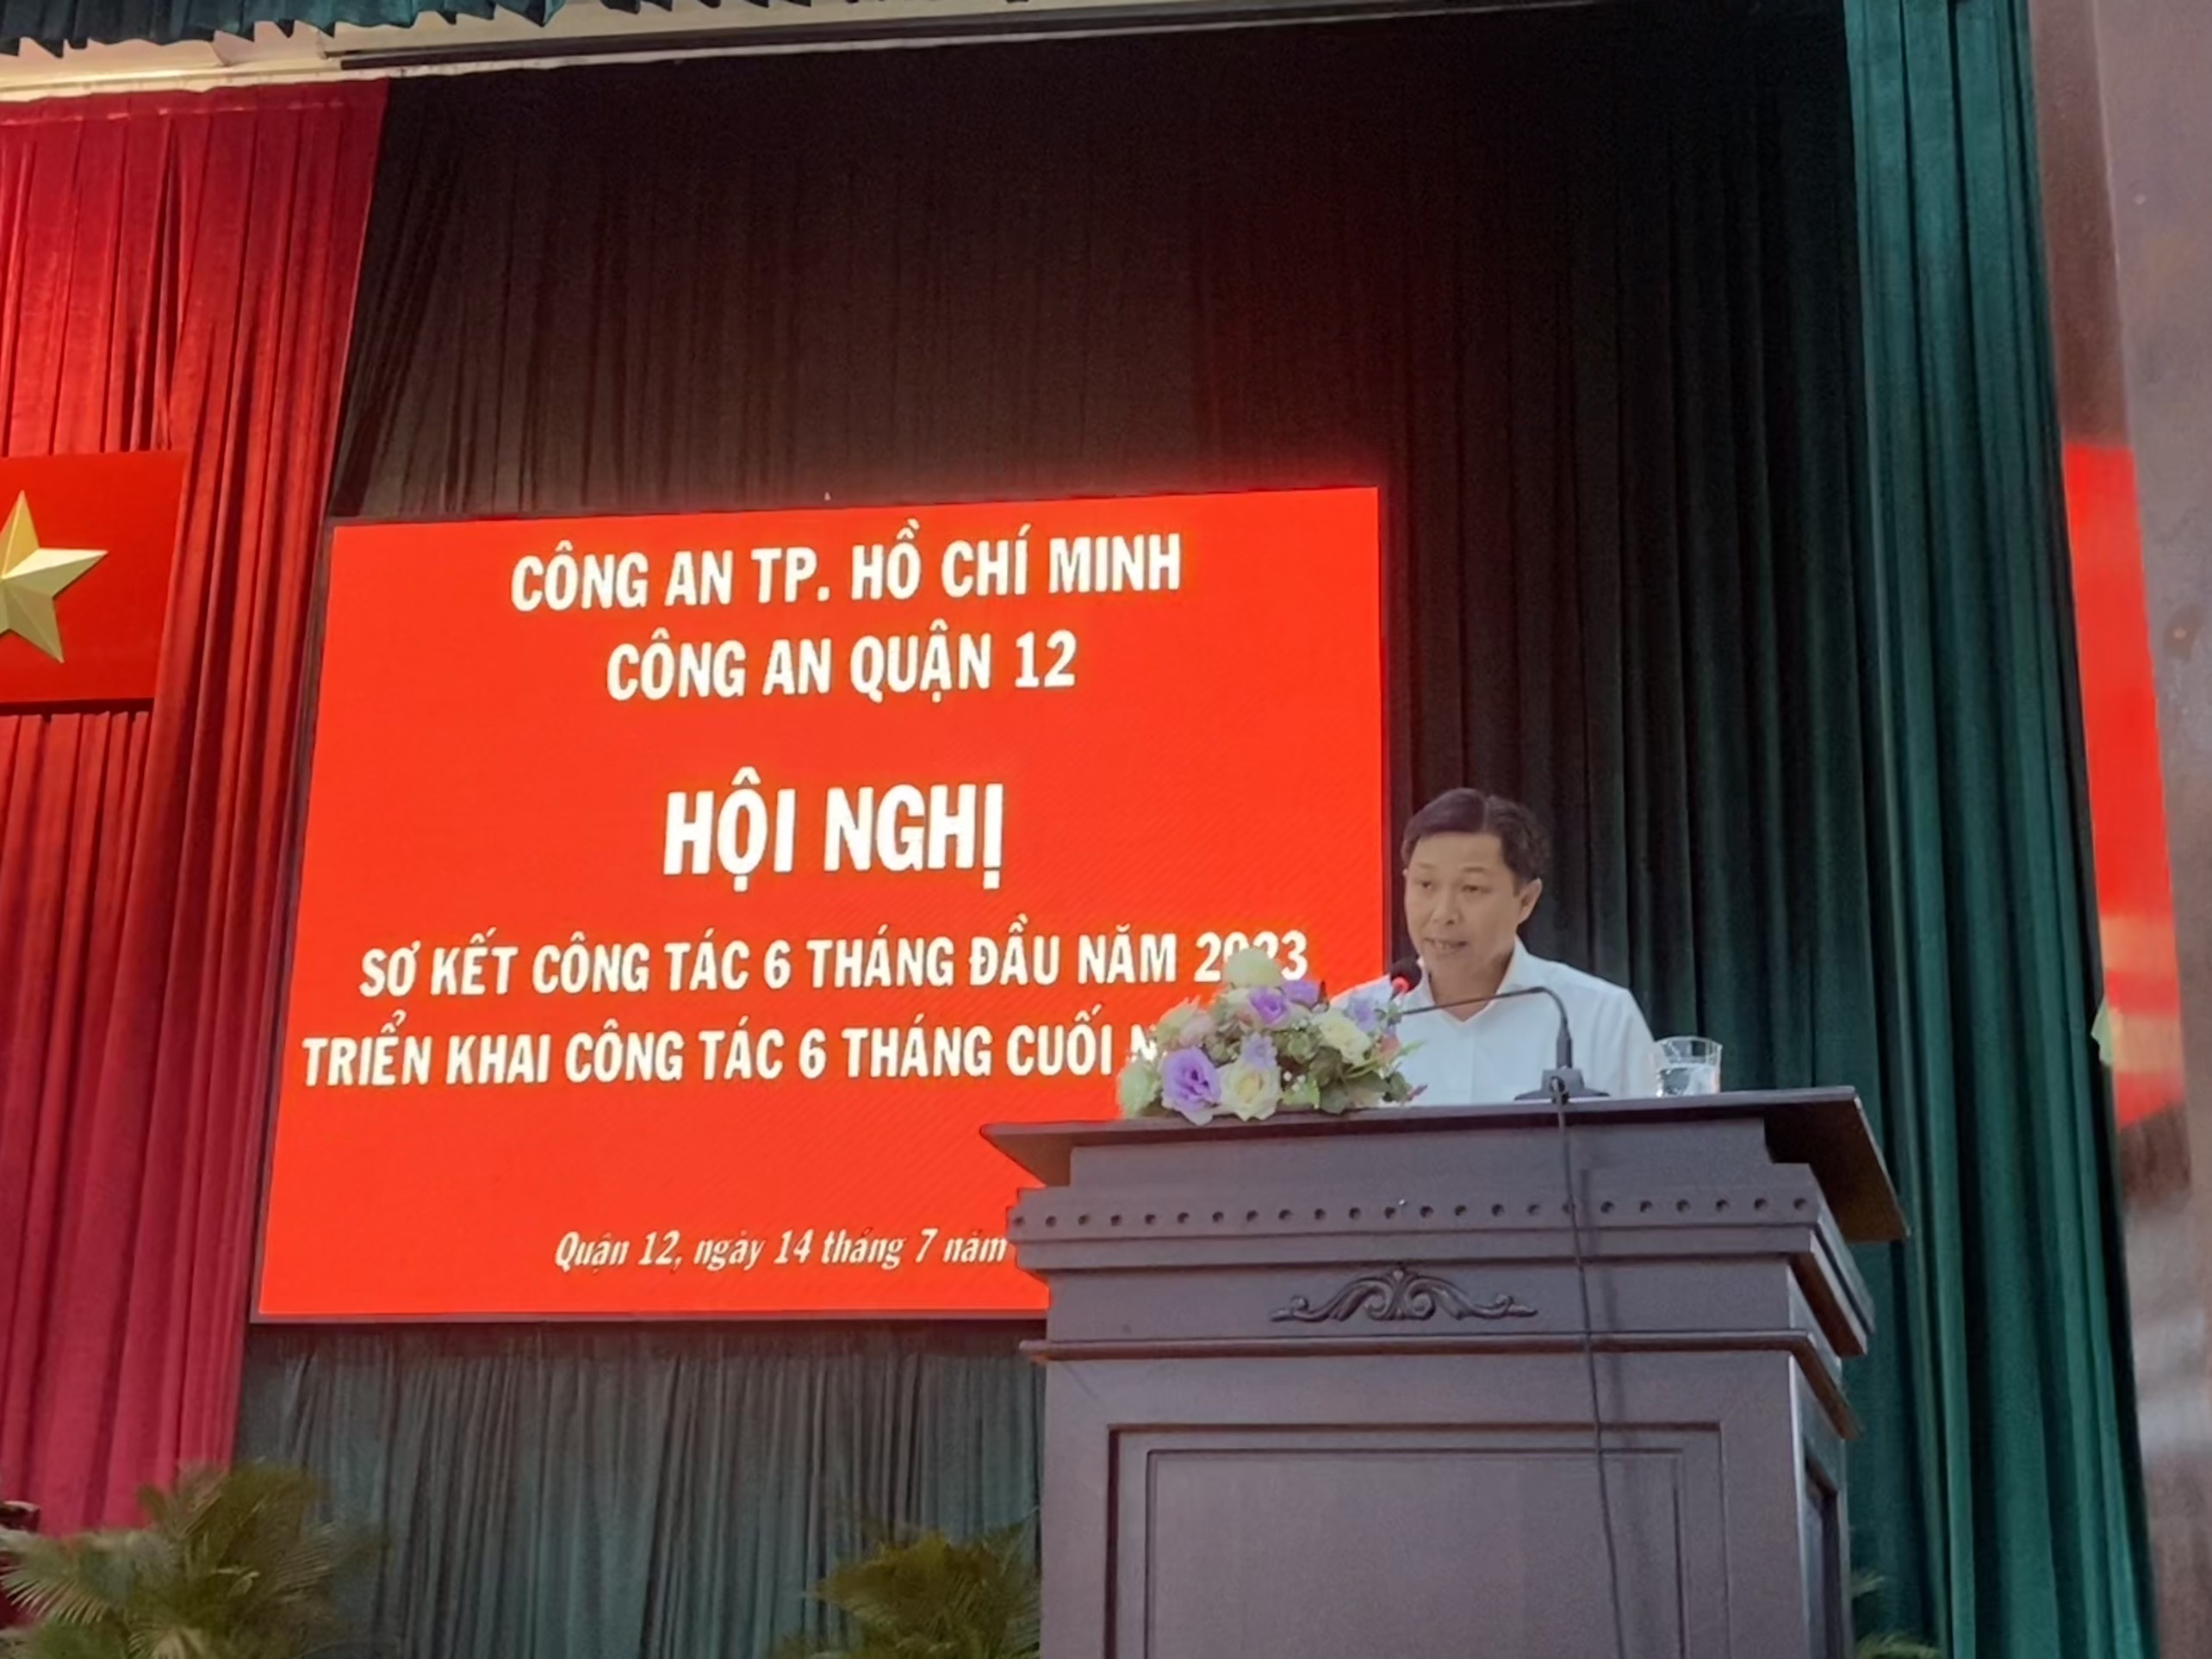 CÔNG AN TP. HỒ CHÍ MINH
CÔNG AN QUẬN 12
HỘI NGHỊ
SƠ KẾT CÔNG TÁC 6 THÁNG ĐẦU NĂM 2023
TRIỂN KHAI CÔNG TÁC 6 THÁNG CUỐI
Quận 12, ngày 14 tháng 7 năm